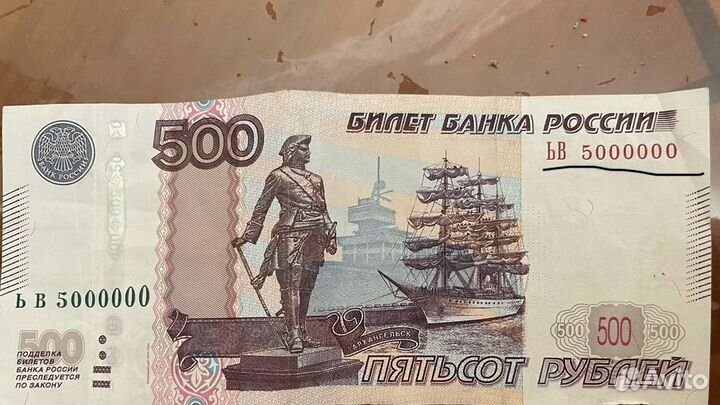 500
БИЛЕТ БАНКА РОССИИ
ЬВ 5000000
БАНК РОССИИ
Ь В 5000000
АРХАНГЕЛЬСК
500
500 500 500
ПОДДЕЛКА
БИЛЕТОВ
БАНКА РОССИИ
ПРЕСЛЕДУЕТСЯ
ПО ЗАКОНУ
ПЯТЬСОТ РУБЛЕЙ
Avito